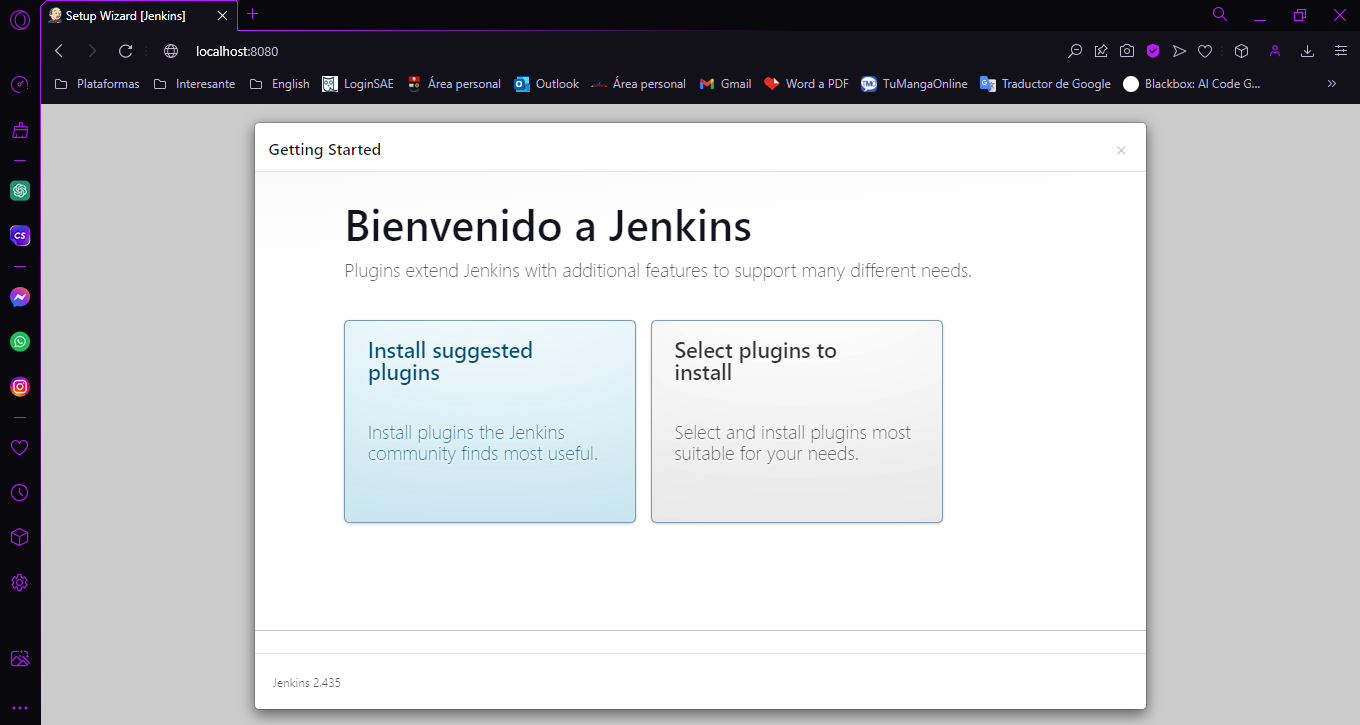 Setup Wizard [Jenkins]
localhost:8080
Plataformas
Interesante
English
LoginSAE
Área personal
Outlook
Área personal
Gmail
Word a PDF
TMO
TuMangaOnline
Traductor de Google
Blackbox: AI Code G...
CS
Getting Started
Bienvenido a Jenkins
Plugins extend Jenkins with additional features to support many different needs.
Install suggested
plugins
Install plugins the Jenkins
community finds most useful.
Select plugins to
install
Select and install plugins most
suitable for your needs.
Jenkins 2.435